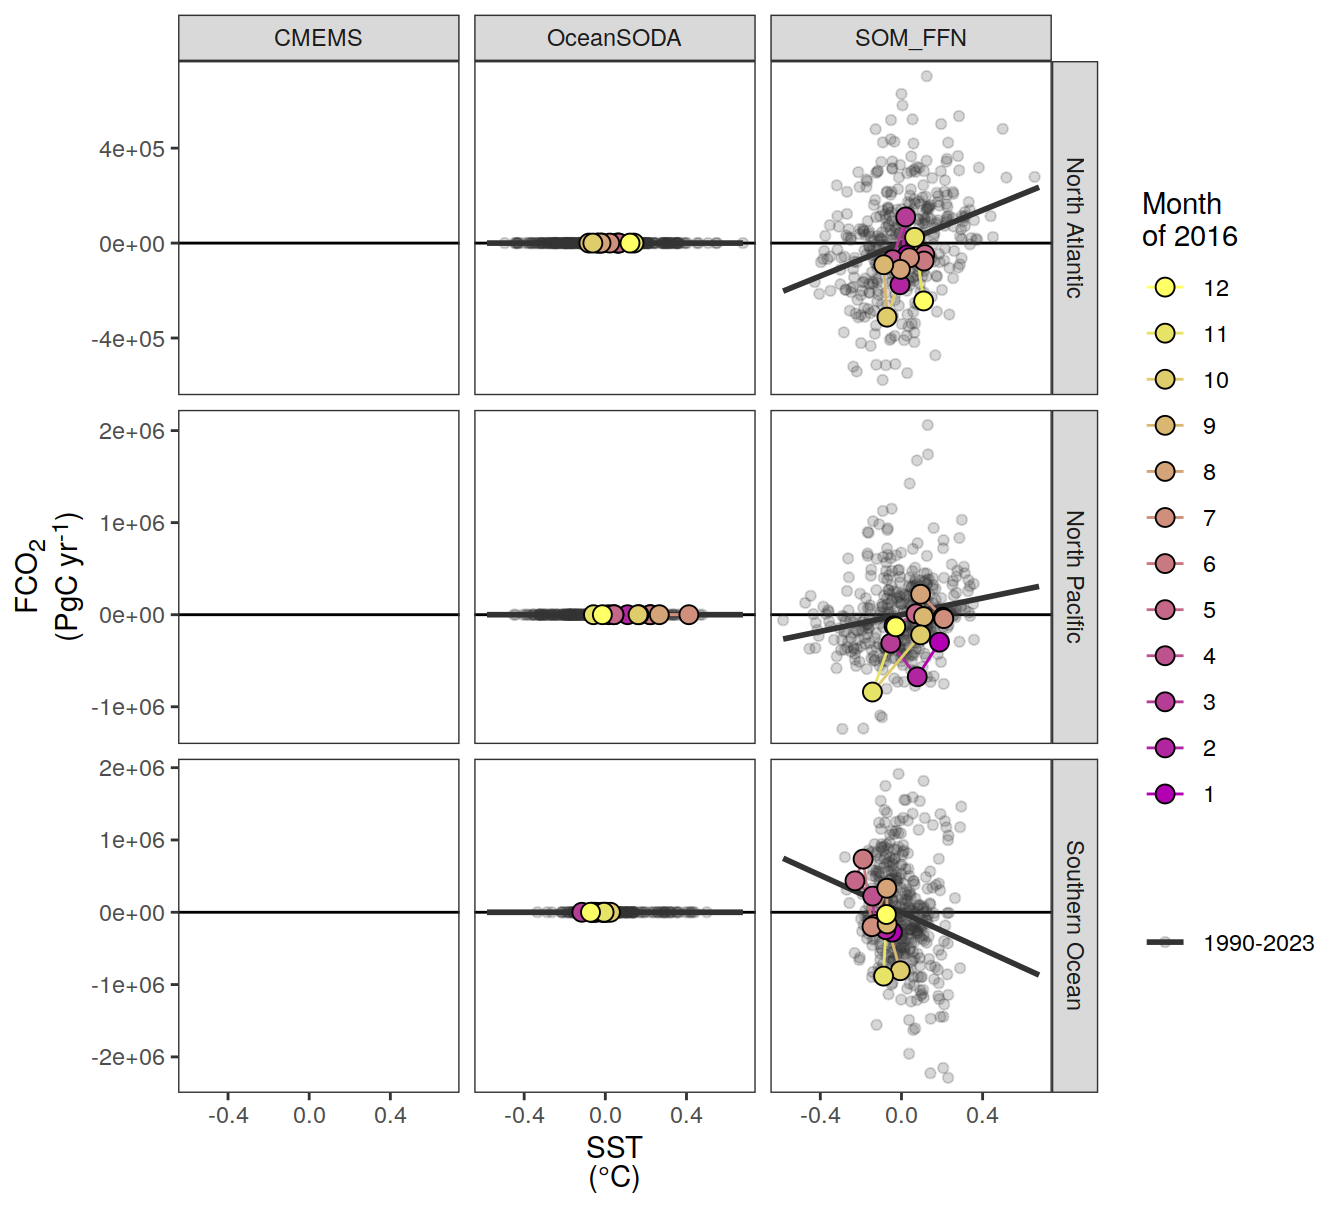 CMEMS OceanSODA SOM_FFN
4e+05
0e+00
-4e+05
North Atlantic
2e+06
1e+06
0e+00
-1e+06
North Pacific
2e+06
1e+06
0e+00
-1e+06
-2e+06
Southern Ocean
-0.4 0.0 0.4 -0.4 0.0 0.4 -0.4 0.0 0.4
SST
(°C)
FCO₂
(PgC yr⁻¹)
Month
of 2016
12
11
10
9
8
7
6
5
4
3
2
1
1990-2023